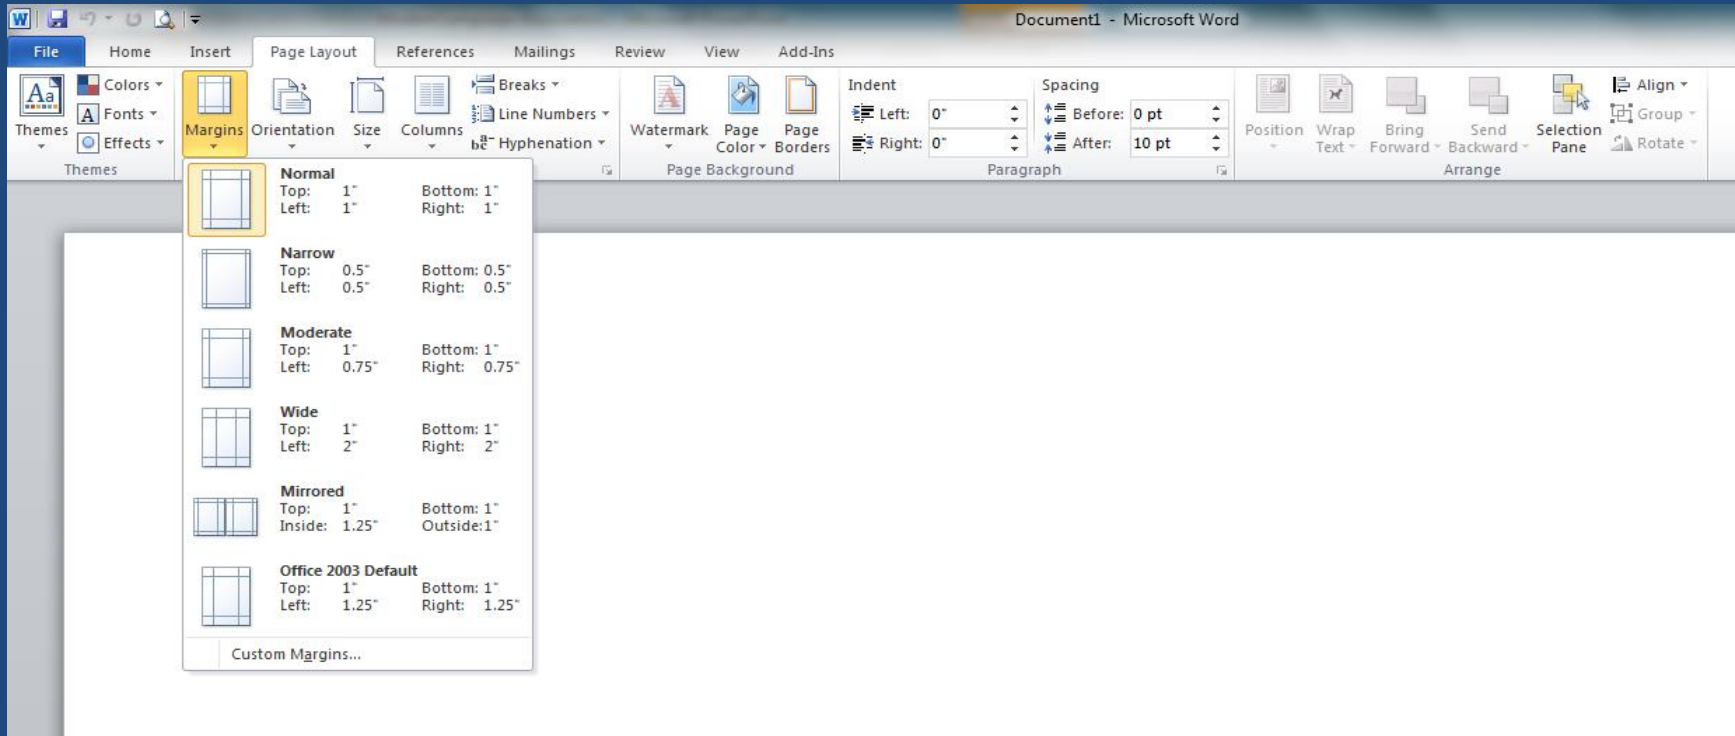 W
Document1 - Microsoft Word
File Home Insert Page Layout References Mailings Review View Add-Ins
Aa Colors Breaks Indent Spacing Align
A Fonts Line Numbers Left: 0" Before: 0 pt Group
Themes Effects Margins Orientation Size Columns Hyphenation Watermark Page Color Page Borders Right: 0" After: 10 pt Position Wrap Text Bring Forward Send Backward Selection Pane Rotate
Themes Page Background Paragraph Arrange
Normal
Top: 1" Bottom: 1"
Left: 1" Right: 1"
Narrow
Top: 0.5" Bottom: 0.5"
Left: 0.5" Right: 0.5"
Moderate
Top: 1" Bottom: 1"
Left: 0.75" Right: 0.75"
Wide
Top: 1" Bottom: 1"
Left: 2" Right: 2"
Mirrored
Top: 1" Bottom: 1"
Inside: 1.25" Outside:1"
Office 2003 Default
Top: 1" Bottom: 1"
Left: 1.25" Right: 1.25"
Custom Margins...